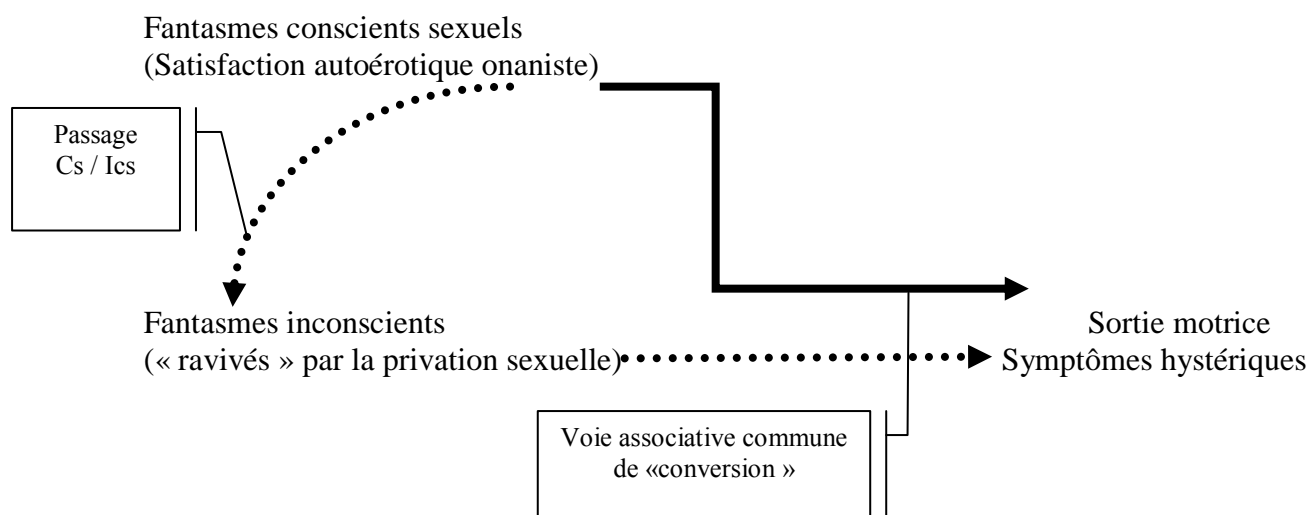 Fantasmes conscients sexuels
(Satisfaction autoérotique onaniste)
Passage
Cs / Ics
Fantasmes inconscients
(« ravivés » par la privation sexuelle)
Sortie motrice
Symptômes hystériques
Voie associative commune
de «conversion »